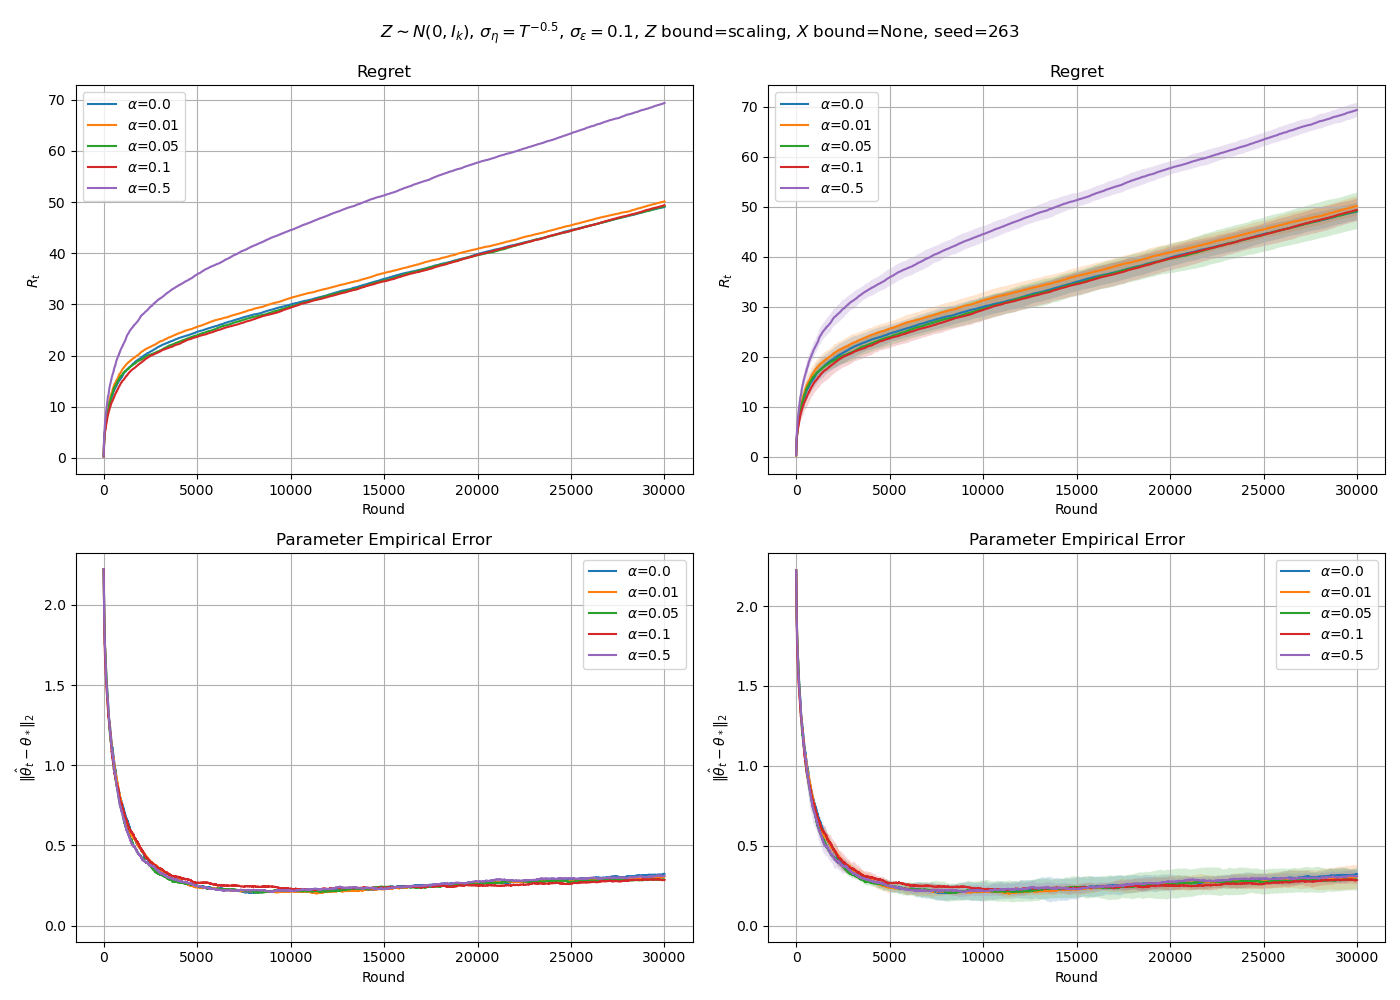 Z ∼ N(0, I_k), σ_η = T^{−0.5}, σ_ε = 0.1, Z bound=scaling, X bound=None, seed=263
Regret
R_t
70
60
50
40
30
20
10
0
α=0.0
α=0.01
α=0.05
α=0.1
α=0.5
0 5000 10000 15000 20000 25000 30000
Round
Regret
R_t
70
60
50
40
30
20
10
0
α=0.0
α=0.01
α=0.05
α=0.1
α=0.5
0 5000 10000 15000 20000 25000 30000
Round
Parameter Empirical Error
‖θ̂_t − θ_*‖_2
2.0
1.5
1.0
0.5
0.0
α=0.0
α=0.01
α=0.05
α=0.1
α=0.5
0 5000 10000 15000 20000 25000 30000
Round
Parameter Empirical Error
‖θ̂_t − θ_*‖_2
2.0
1.5
1.0
0.5
0.0
α=0.0
α=0.01
α=0.05
α=0.1
α=0.5
0 5000 10000 15000 20000 25000 30000
Round